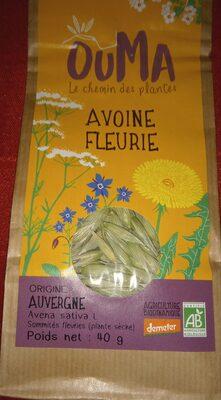 OUMA
Le chemin des plantes
AVOINE
FLEURIE
ORIGINE
AUVERGNE
Avena sativa L
Sommités fleuries (plante sèche)
Poids net : 40 g
AGRICULTURE
BIODYNAMIQUE
demeter
AB